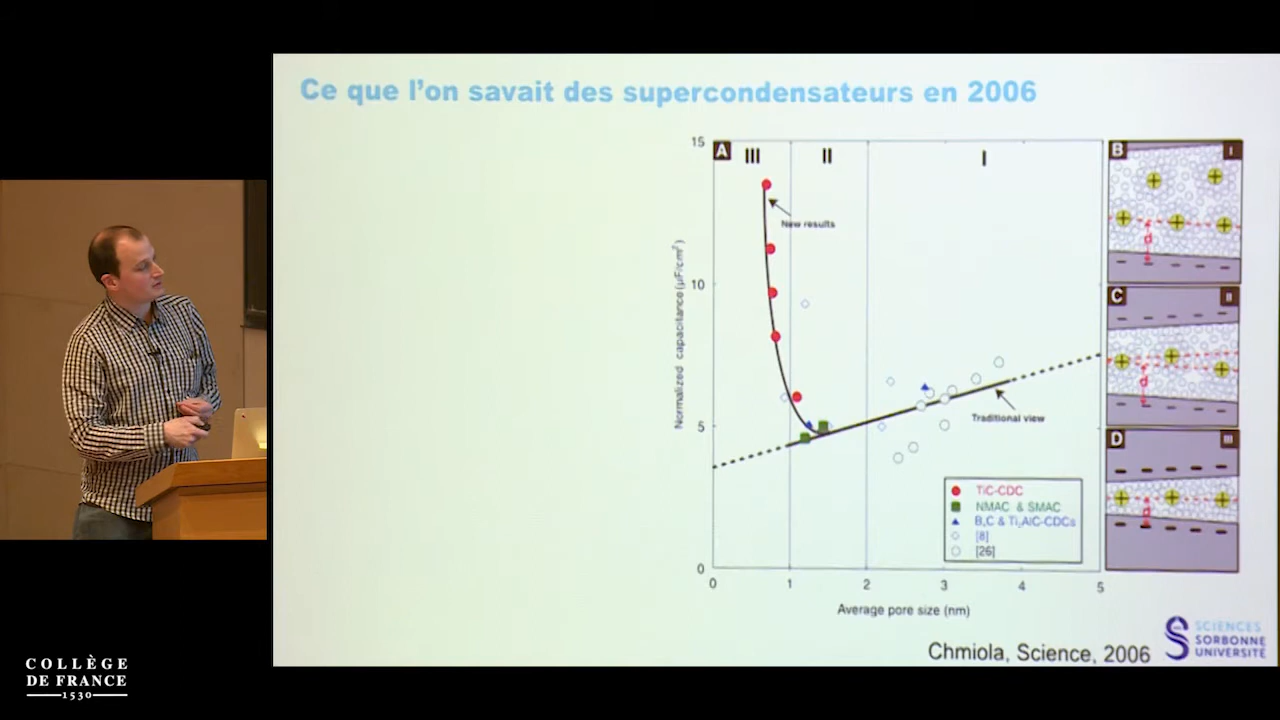 Ce que l'on savait des supercondensateurs en 2006
A
III
II
I
New results
Traditional view
15
10
5
0
0
1
2
3
4
5
Normalized capacitance (µF/cm²)
Average pore size (nm)
TiC-CDC
NMAC & SMAC
B₄C & Ti₂AlC-CDCs
[8]
[26]
B
I
d
C
II
d
D
III
d
Chmiola, Science, 2006
SCIENCES
SORBONNE
UNIVERSITÉ
COLLÈGE
DE FRANCE
1530